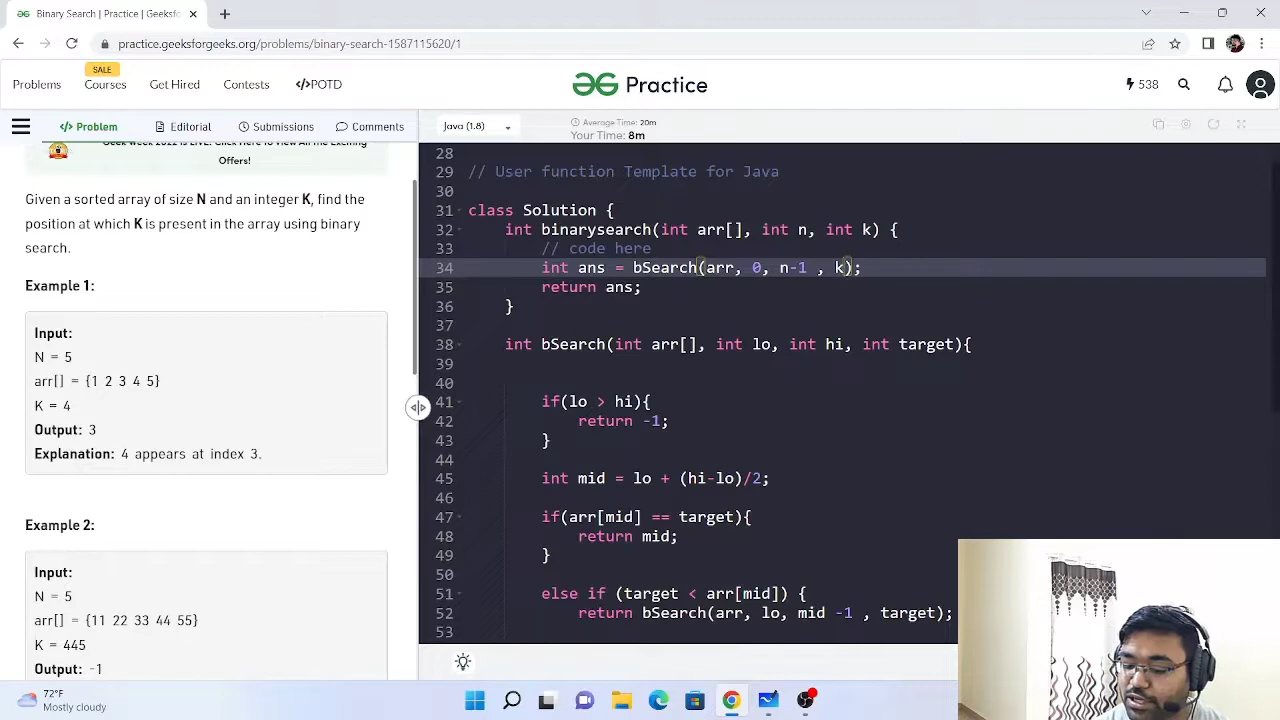 Binary Search | Practice | Geeksf
practice.geeksforgeeks.org/problems/binary-search-1587115620/1
SALE
Problems Courses Get Hired Contests </>POTD
Practice
538
</> Problem Editorial Submissions Comments
Java (1.8)
Average Time: 20m
Your Time: 8m
Offers!
Given a sorted array of size N and an integer K, find the
position at which K is present in the array using binary
search.
Example 1:
Input:
N = 5
arr[] = {1 2 3 4 5}
K = 4
Output: 3
Explanation: 4 appears at index 3.
Example 2:
Input:
N = 5
arr[] = {11 22 33 44 55}
K = 445
Output: -1
28
29 // User function Template for Java
30
31 class Solution {
32 int binarysearch(int arr[], int n, int k) {
33 // code here
34 int ans = bSearch(arr, 0, n-1 , k);
35 return ans;
36 }
37
38 int bSearch(int arr[], int lo, int hi, int target){
39
40
41 if(lo > hi){
42 return -1;
43 }
44
45 int mid = lo + (hi-lo)/2;
46
47 if(arr[mid] == target){
48 return mid;
49 }
50
51 else if (target < arr[mid]) {
52 return bSearch(arr, lo, mid -1 , target);
53
72°F
Mostly cloudy